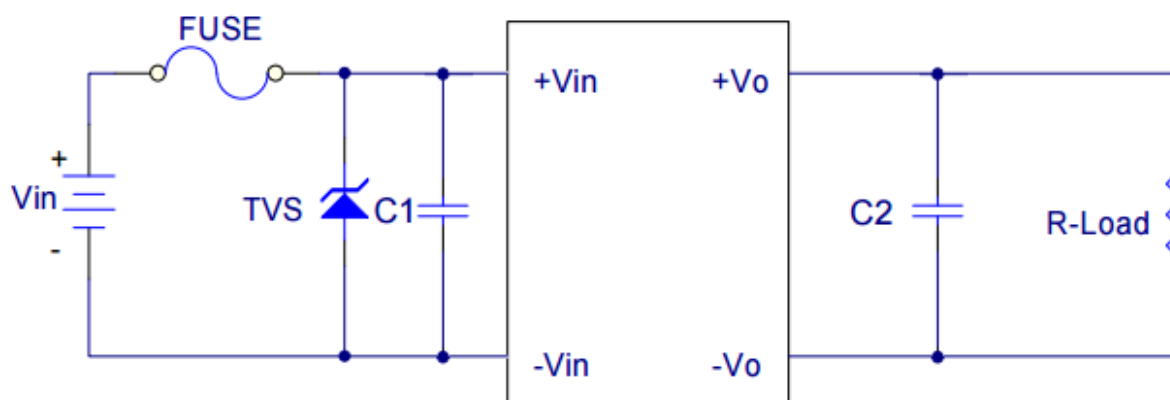 FUSE
+Vin
+Vo
+
Vin
-
TVS
C1
C2
R-Load
-Vin
-Vo